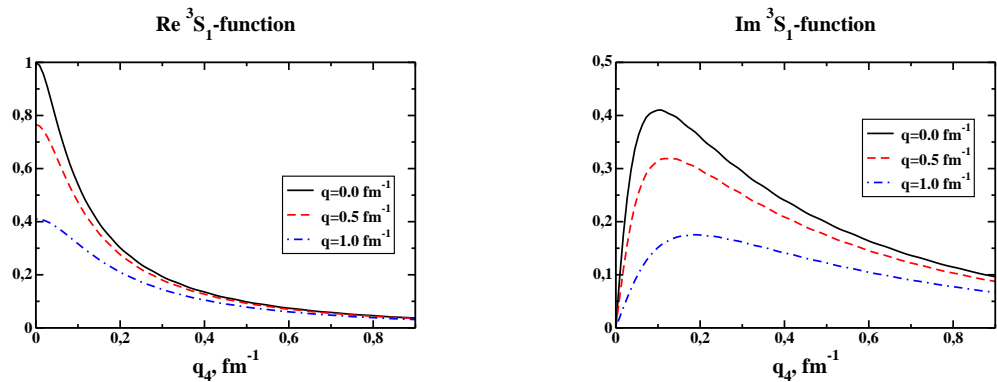 Re ³S₁-function
1
0,8
0,6
0,4
0,2
0
0
0,2
0,4
0,6
0,8
q₄, fm⁻¹
q=0.0 fm⁻¹
q=0.5 fm⁻¹
q=1.0 fm⁻¹
Im ³S₁-function
0,5
0,4
0,3
0,2
0,1
0
0
0,2
0,4
0,6
0,8
q₄, fm⁻¹
q=0.0 fm⁻¹
q=0.5 fm⁻¹
q=1.0 fm⁻¹